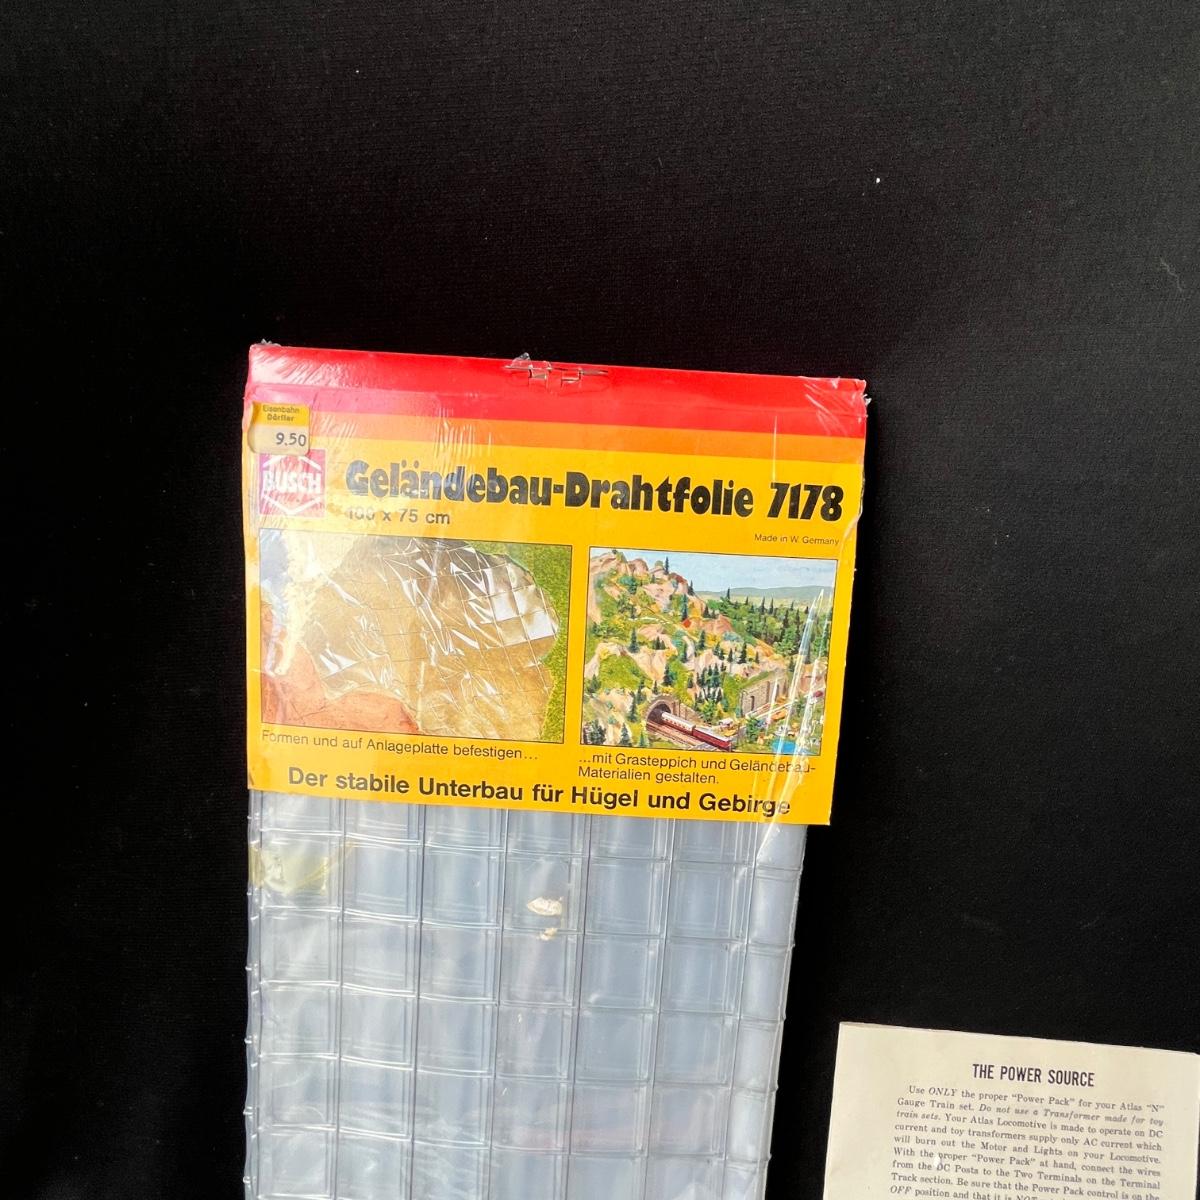 Eisenbahn
Dörfler
9.50
BUSCH
Geländebau-Drahtfolie 7178
100 x 75 cm
Made in W. Germany
Formen und auf Anlageplatte befestigen...
...mit Grasteppich und Geländebau-
Materialien gestalten.
Der stabile Unterbau für Hügel und Gebirge
THE POWER SOURCE
Use ONLY the proper "Power Pack" for your Atlas "N"
Gauge Train set. Do not use a Transformer made for toy
train sets. Your Atlas Locomotive is made to operate on DC
current and toy transformers supply only AC current which
will burn out the Motor and Lights on your Locomotive.
With the proper "Power Pack" at hand, connect the wires
from the DC Posts to the Two Terminals on the Terminal
Track section. Be sure that the Power Pack control is on the
OFF position and that it is NOT